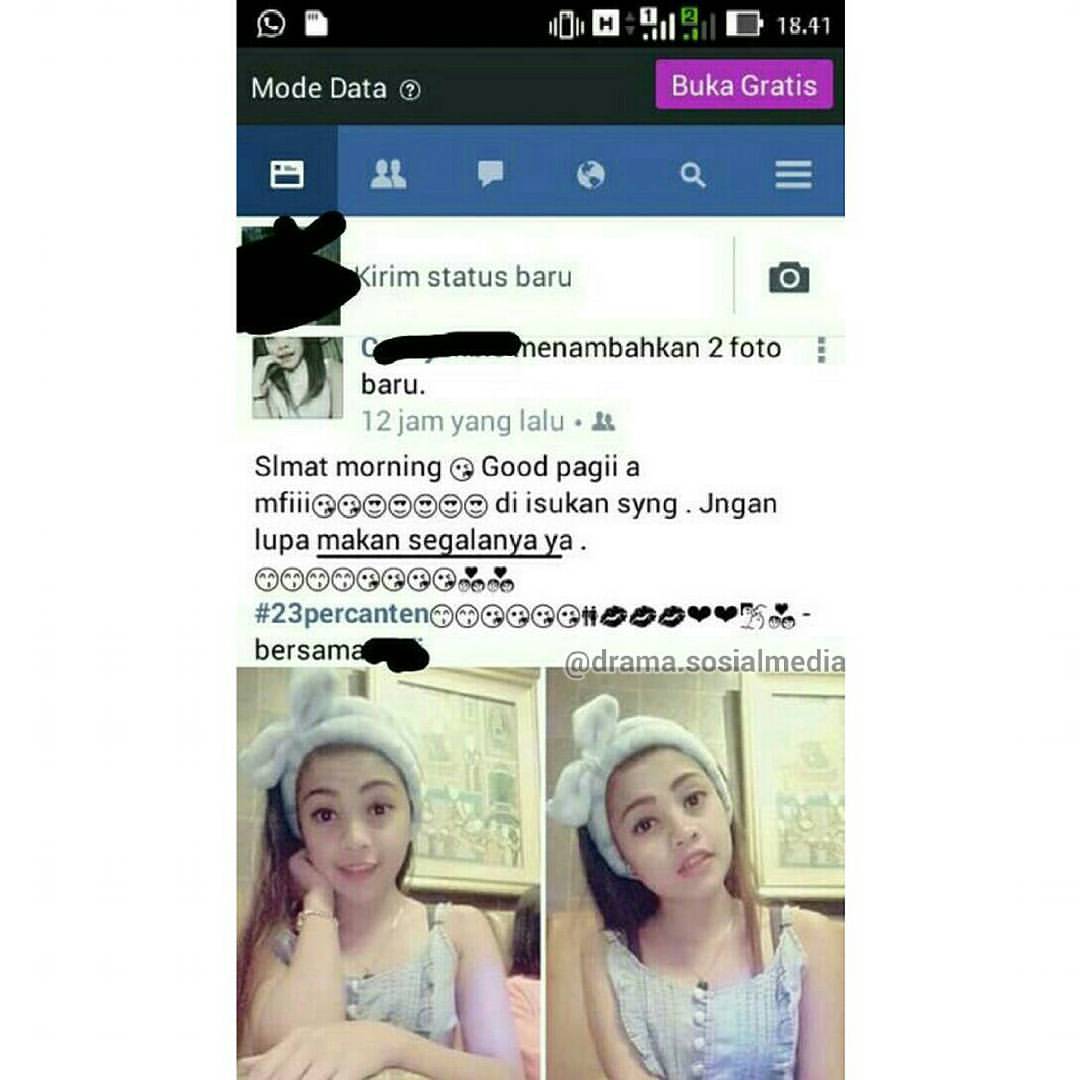 18.41
Mode Data
Buka Gratis
Kirim status baru
menambahkan 2 foto
baru.
12 jam yang lalu •
Slmat morning 😘 Good pagii a
mfiii😘😘😎😎😎😎😎 di isukan syng . Jngan
lupa makan segalanya ya .
😙😙😙😙😘😘😘😘💑💑
#23percanten😙😙😘😘😘😘👫💋💋💋❤❤💏💑 -
bersama
@drama.sosialmedia